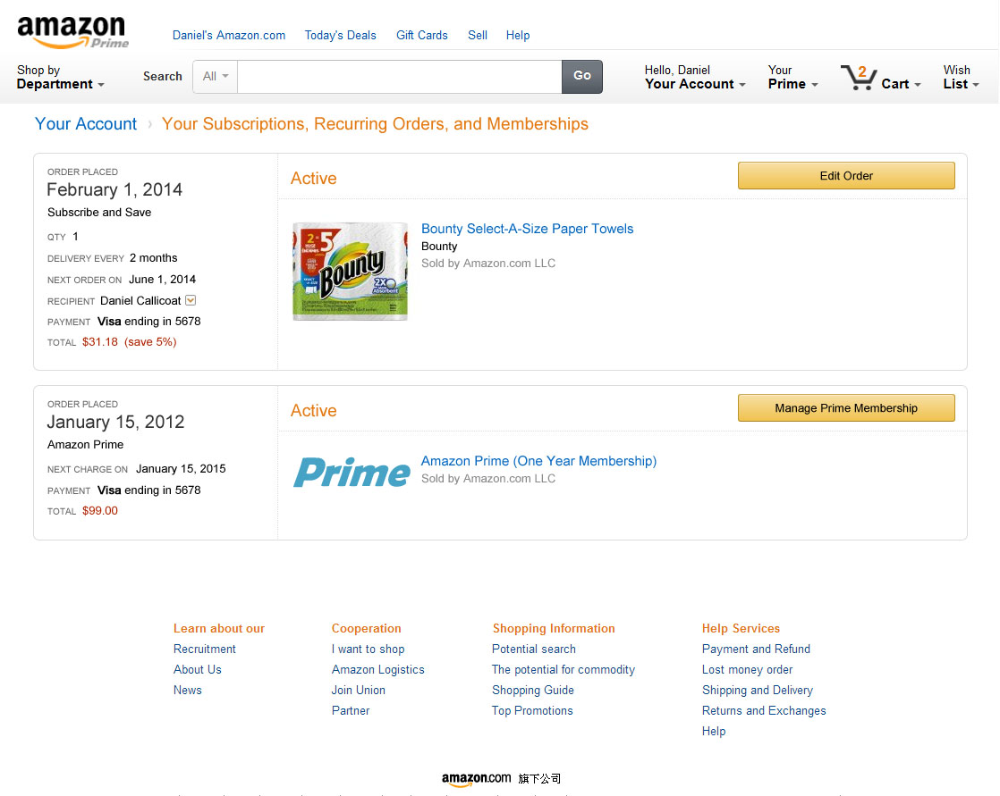 amazon Prime
Daniel's Amazon.com Today's Deals Gift Cards Sell Help
Shop by Department
Search All Go
Hello, Daniel Your Account
Your Prime
2 Cart
Wish List
Your Account › Your Subscriptions, Recurring Orders, and Memberships
ORDER PLACED
February 1, 2014
Subscribe and Save
QTY 1
DELIVERY EVERY 2 months
NEXT ORDER ON June 1, 2014
RECIPIENT Daniel Callicoat
PAYMENT Visa ending in 5678
TOTAL $31.18 (save 5%)
Active
Edit Order
2=5
Bounty
2X
Absorbent
Bounty Select-A-Size Paper Towels
Bounty
Sold by Amazon.com LLC
ORDER PLACED
January 15, 2012
Amazon Prime
NEXT CHARGE ON January 15, 2015
PAYMENT Visa ending in 5678
TOTAL $99.00
Active
Manage Prime Membership
Prime
Amazon Prime (One Year Membership)
Sold by Amazon.com LLC
Learn about our
Recruitment
About Us
News
Cooperation
I want to shop
Amazon Logistics
Join Union
Partner
Shopping Information
Potential search
The potential for commodity
Shopping Guide
Top Promotions
Help Services
Payment and Refund
Lost money order
Shipping and Delivery
Returns and Exchanges
Help
amazon.com 旗下公司